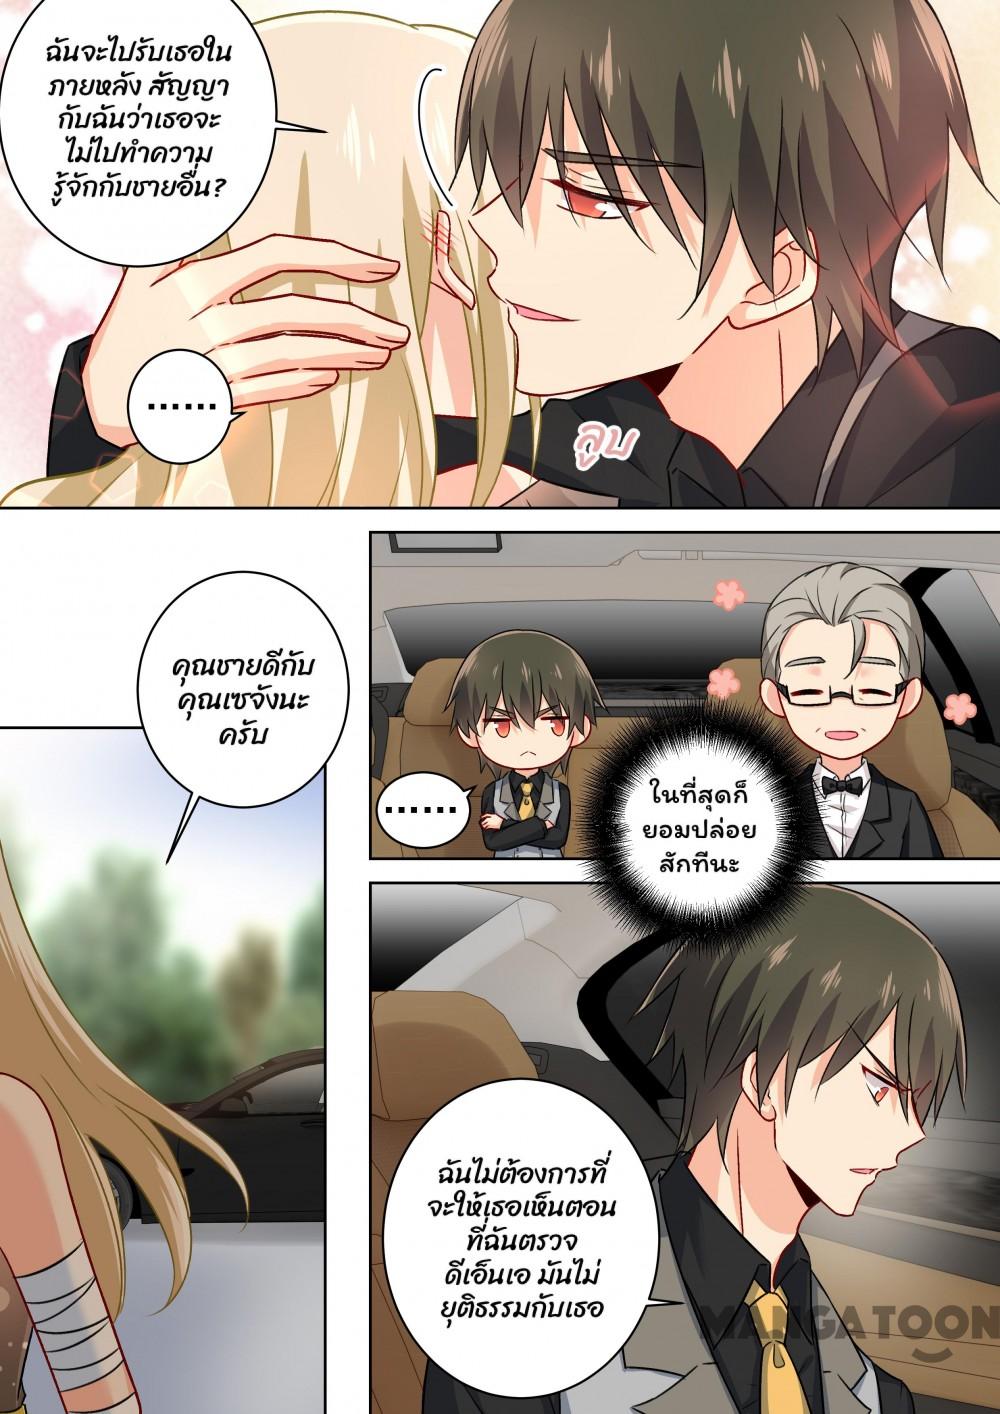 ฉันจะไปรับเธอใน
ภายหลัง สัญญา
กับฉันว่าเธอจะ
ไม่ไปทำความ
รู้จักกับชายอื่น?
......
ลูบ
คุณชายดีกับ
คุณเซจังนะ
ครับ
......
ในที่สุดก็
ยอมปล่อย
สักทีนะ
ฉันไม่ต้องการที่
จะให้เธอเห็นตอน
ที่ฉันตรวจ
ดีเอ็นเอ มันไม่
ยุติธรรมกับเธอ
MANGATOON